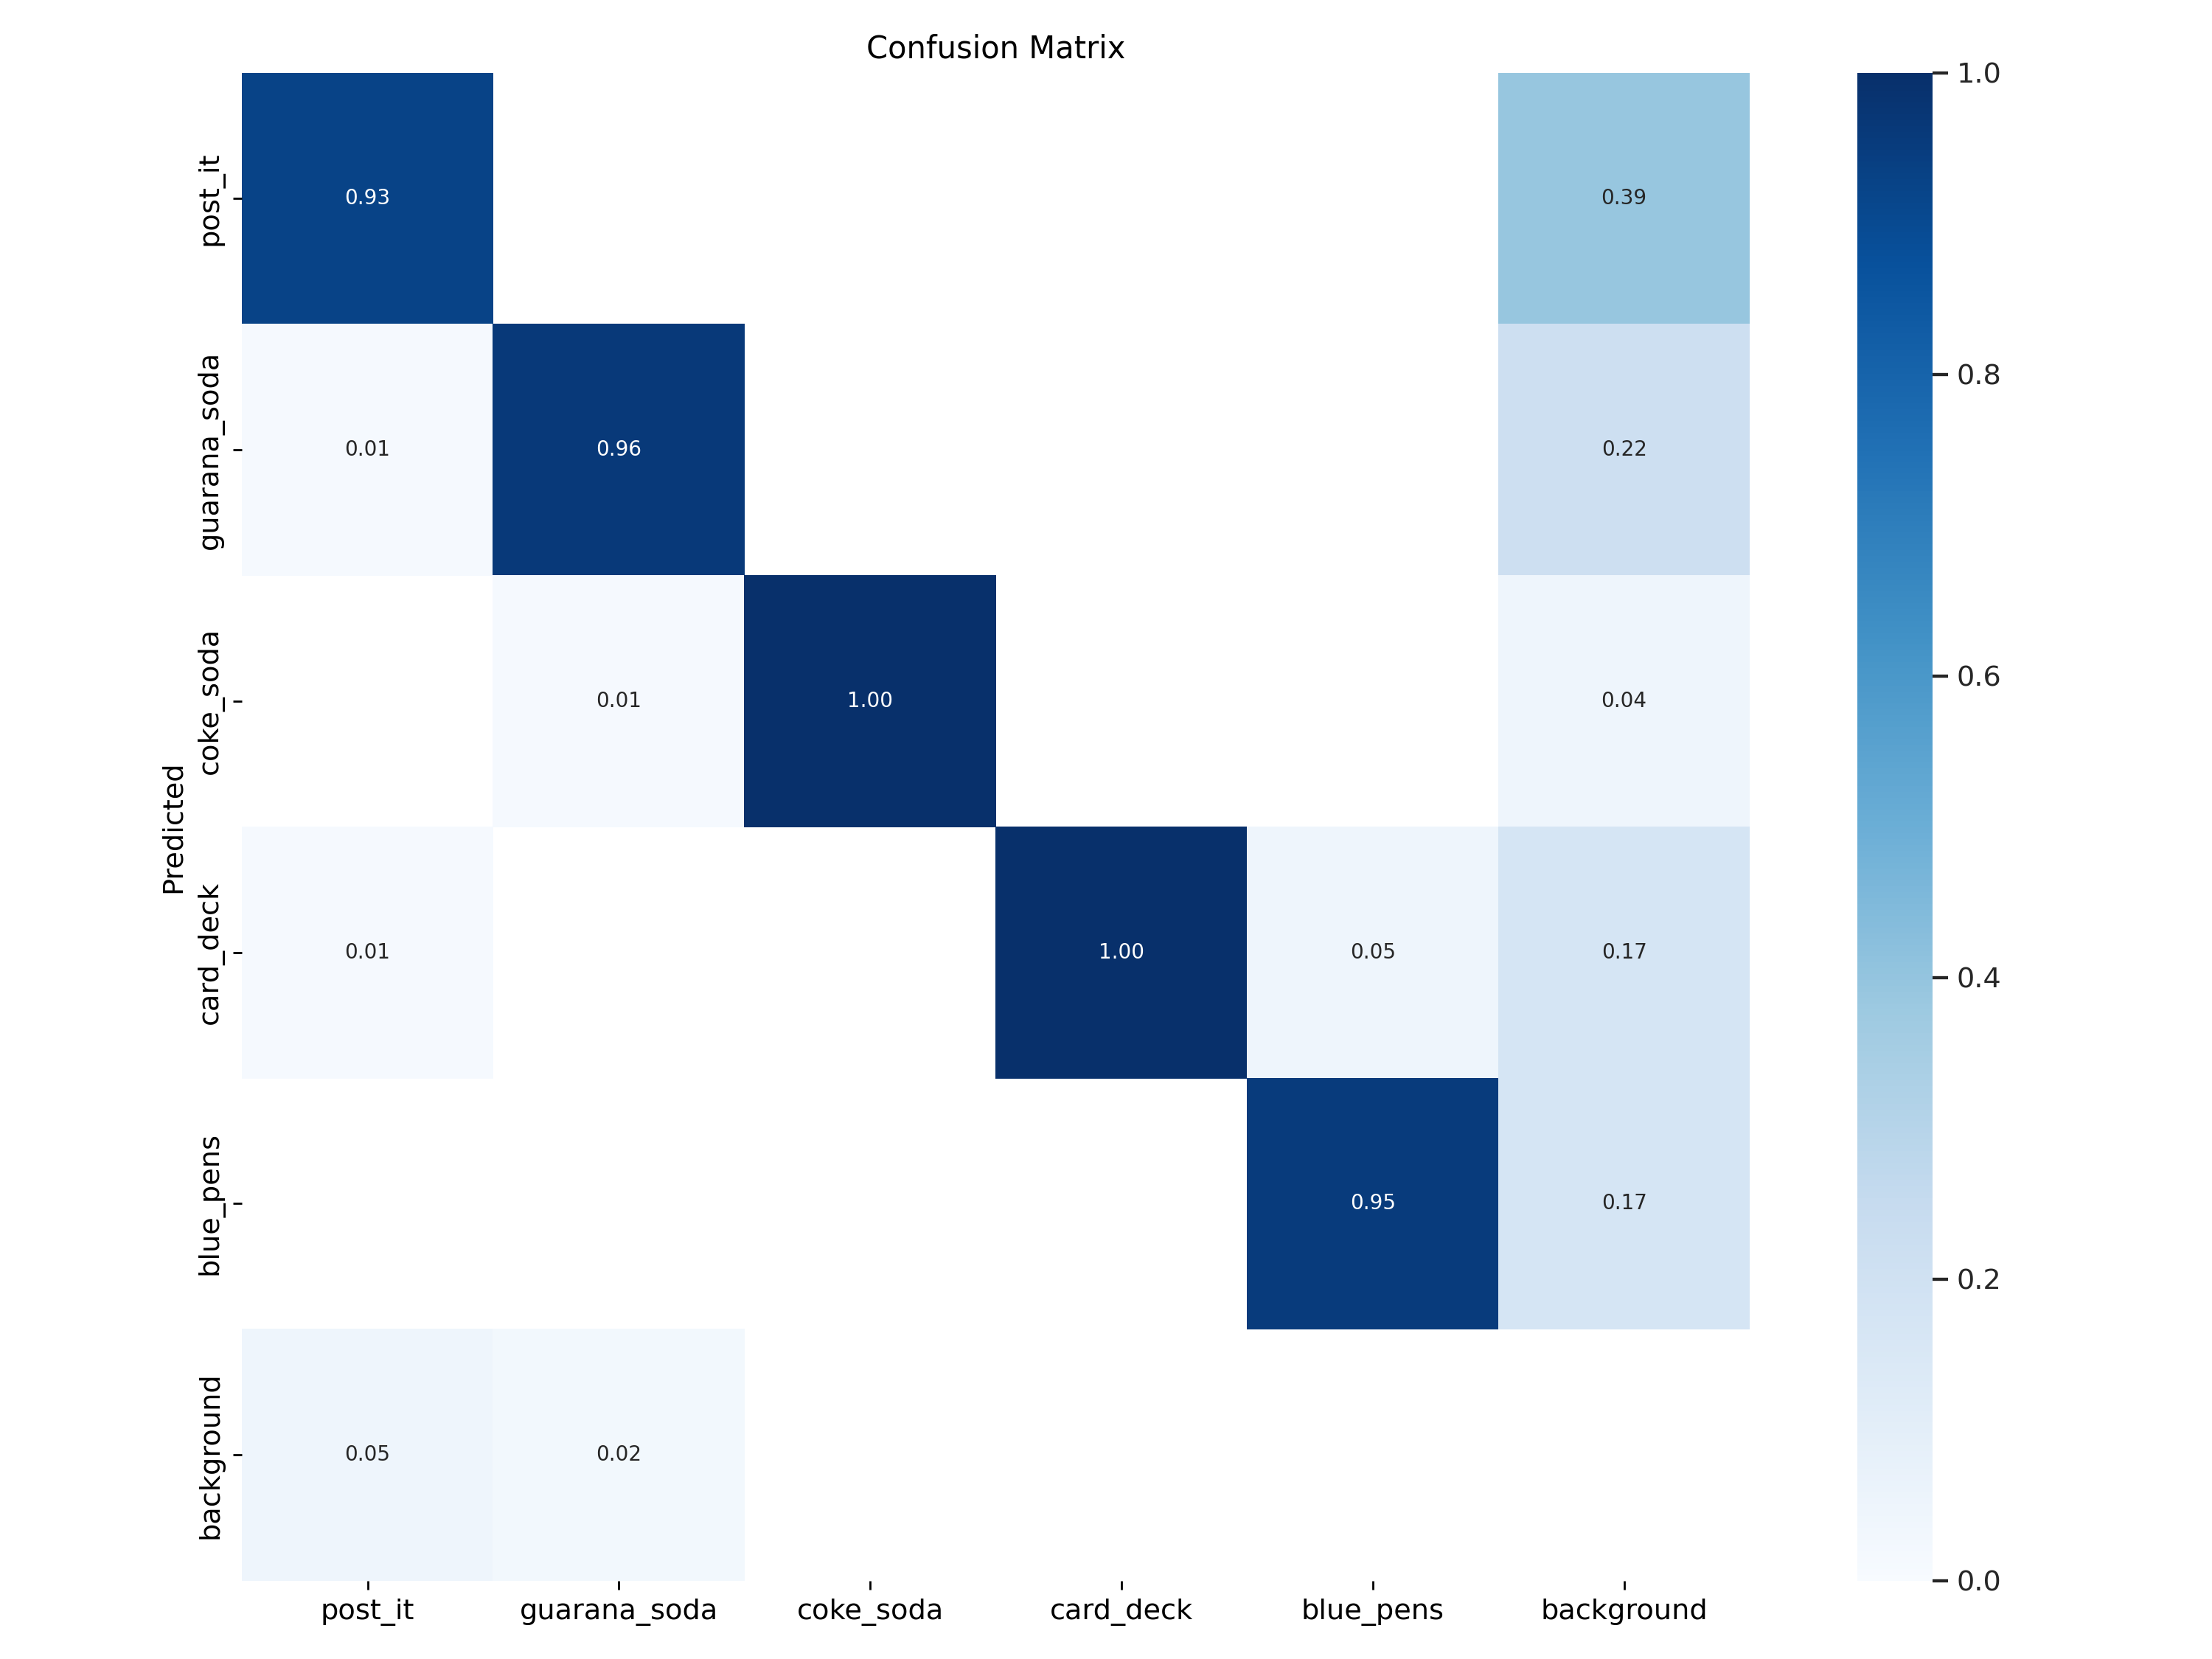 Confusion Matrix
post_it
0.93
0.39
1.0
guarana_soda
0.01
0.96
0.22
0.8
coke_soda
0.01
1.00
0.04
0.6
Predicted
card_deck
0.01
1.00
0.05
0.17
0.4
blue_pens
0.95
0.17
0.2
background
0.05
0.02
0.0
post_it
guarana_soda
coke_soda
card_deck
blue_pens
background